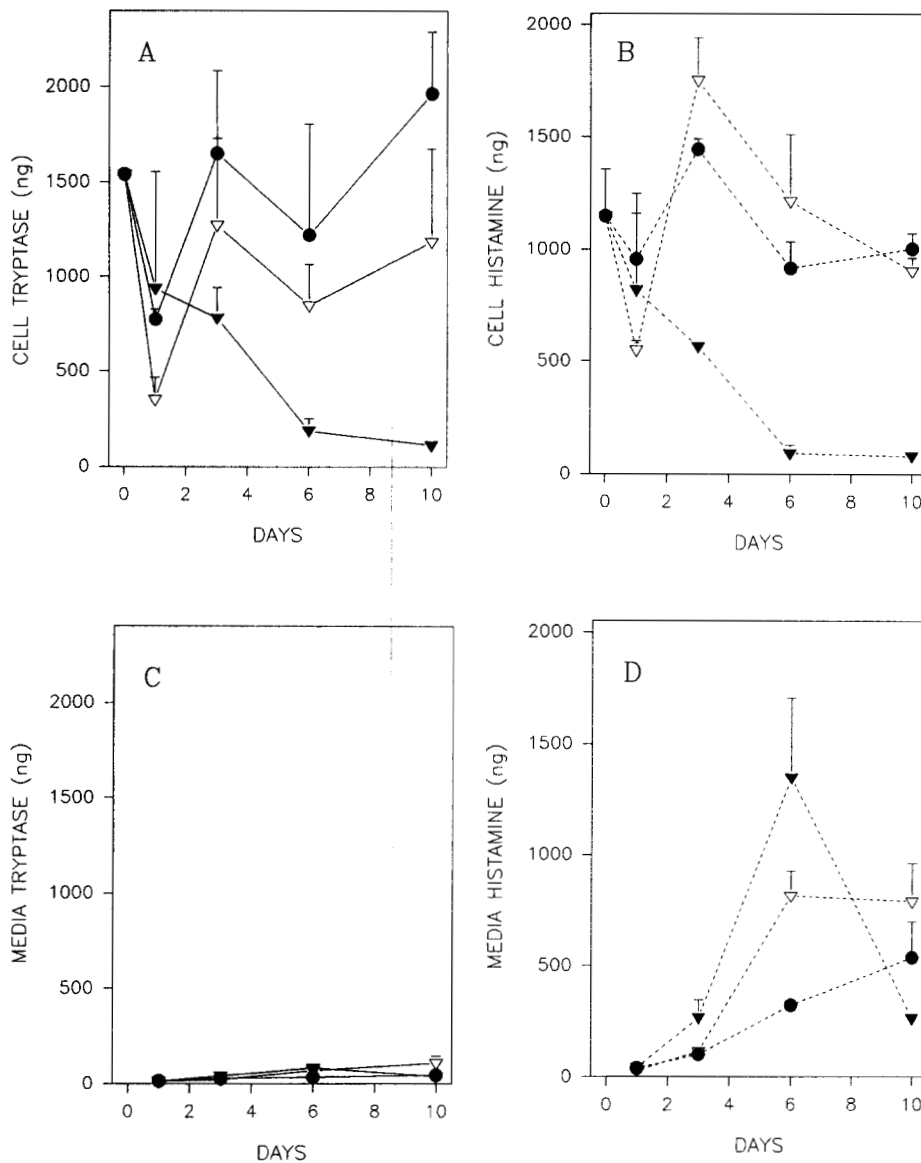 A
CELL TRYPTASE (ng)
2000
1500
1000
500
0
0 2 4 6 8 10
DAYS
B
CELL HISTAMINE (ng)
2000
1500
1000
500
0
0 2 4 6 8 10
DAYS
C
MEDIA TRYPTASE (ng)
2000
1500
1000
500
0
0 2 4 6 8 10
DAYS
D
MEDIA HISTAMINE (ng)
2000
1500
1000
500
0
0 2 4 6 8 10
DAYS